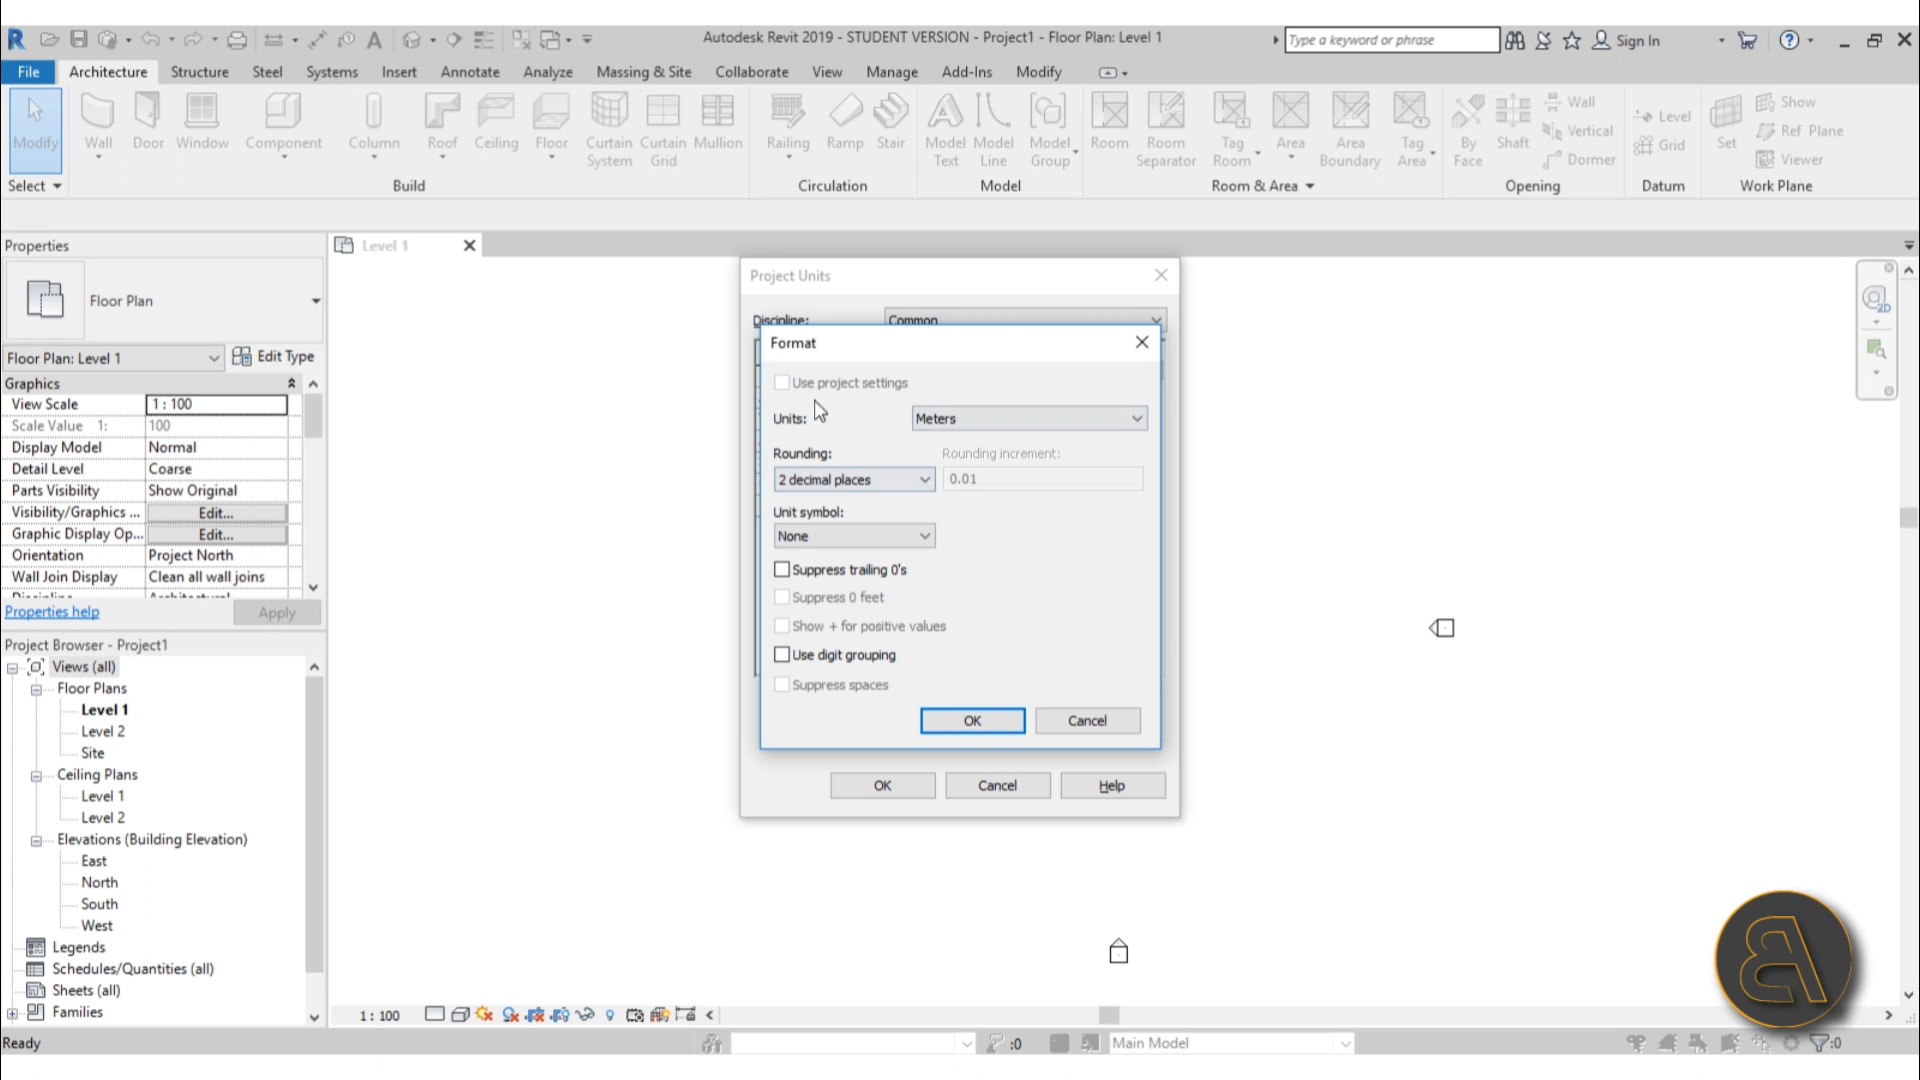 Autodesk Revit 2019 - STUDENT VERSION - Project1 - Floor Plan: Level 1
Type a keyword or phrase
Sign In
File Architecture Structure Steel Systems Insert Annotate Analyze Massing & Site Collaborate View Manage Add-Ins Modify
Modify Wall Door Window Component Column Roof Ceiling Floor Curtain System Curtain Grid Mullion Railing Ramp Stair Model Text Model Line Model Group Room Room Separator Tag Room Area Area Boundary Tag Area By Face Shaft Wall Vertical Dormer Level Grid Set Show Ref Plane Viewer
Select Build Circulation Model Room & Area Opening Datum Work Plane
Properties
Level 1
Floor Plan
Floor Plan: Level 1
Edit Type
Graphics
View Scale 1 : 100
Scale Value 1: 100
Display Model Normal
Detail Level Coarse
Parts Visibility Show Original
Visibility/Graphics ... Edit...
Graphic Display Op... Edit...
Orientation Project North
Wall Join Display Clean all wall joins
Discipline Architectural
Properties help
Apply
Project Browser - Project1
Views (all)
Floor Plans
Level 1
Level 2
Site
Ceiling Plans
Level 1
Level 2
Elevations (Building Elevation)
East
North
South
West
Legends
Schedules/Quantities (all)
Sheets (all)
Families
Project Units
Discipline: Common
Format
Use project settings
Units: Meters
Rounding: Rounding increment:
2 decimal places 0.01
Unit symbol:
None
Suppress trailing 0's
Suppress 0 feet
Show + for positive values
Use digit grouping
Suppress spaces
OK Cancel
OK Cancel Help
2D
1 : 100
Ready
:0
Main Model
:0